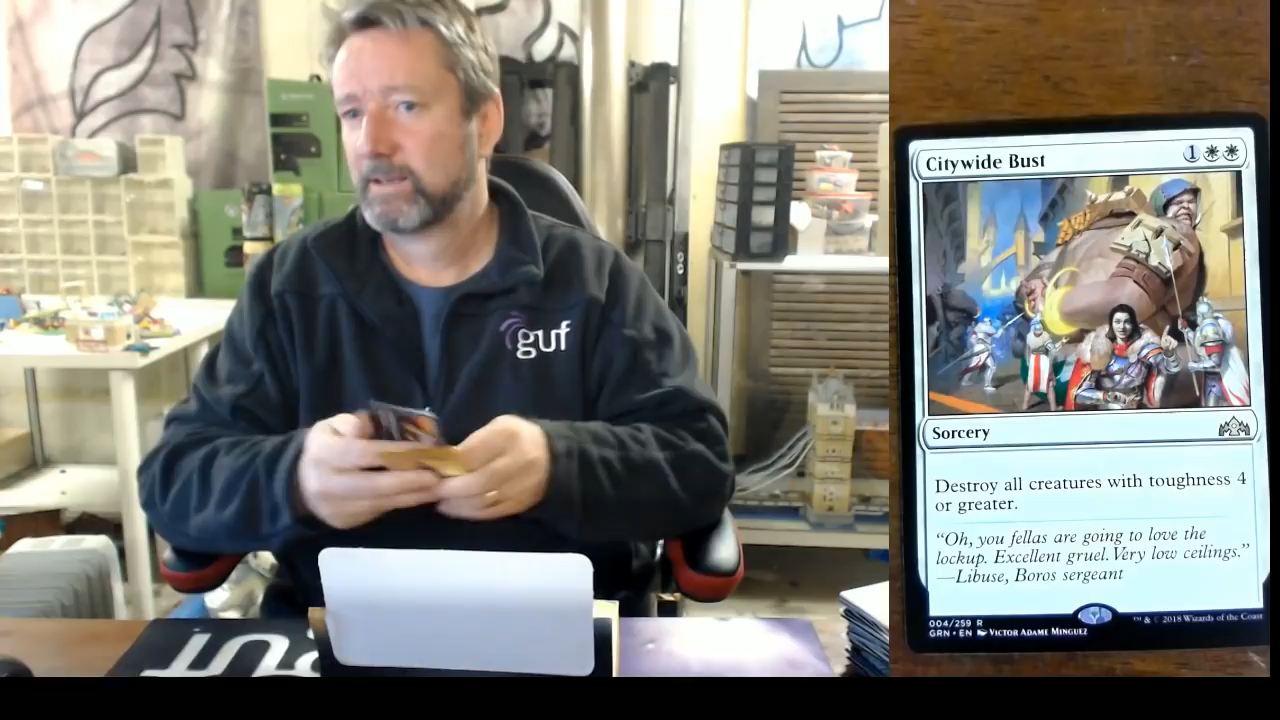 guf
Citywide Bust 1
Sorcery
Destroy all creatures with toughness 4
or greater.
“Oh, you fellas are going to love the
lockup. Excellent gruel. Very low ceilings.”
—Libuse, Boros sergeant
004/259 R
GRN • EN Victor Adame Minguez
™ & © 2018 Wizards of the Coast